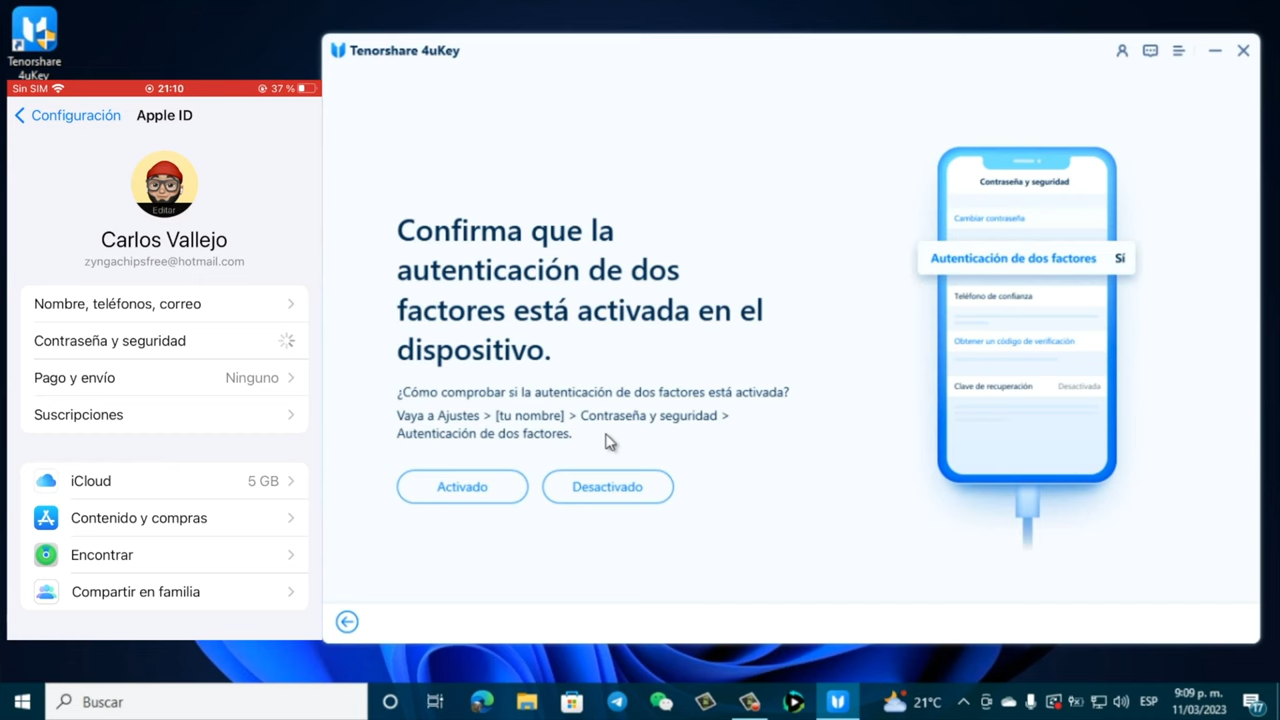 Tenorshare
4uKey
Sin SIM
21:10
37 %
Configuración
Apple ID
Editar
Carlos Vallejo
zyngachipsfree@hotmail.com
Nombre, teléfonos, correo
Contraseña y seguridad
Pago y envío Ninguno
Suscripciones
iCloud 5 GB
Contenido y compras
Encontrar
Compartir en familia
Tenorshare 4uKey
Confirma que la
autenticación de dos
factores está activada en el
dispositivo.
¿Cómo comprobar si la autenticación de dos factores está activada?
Vaya a Ajustes > [tu nombre] > Contraseña y seguridad >
Autenticación de dos factores.
Activado
Desactivado
Contraseña y seguridad
Cambiar contraseña
Autenticación de dos factores Sí
Teléfono de confianza
Obtener un código de verificación
Clave de recuperación Desactivada
Buscar
21°C
ESP
9:09 p. m.
11/03/2023
17